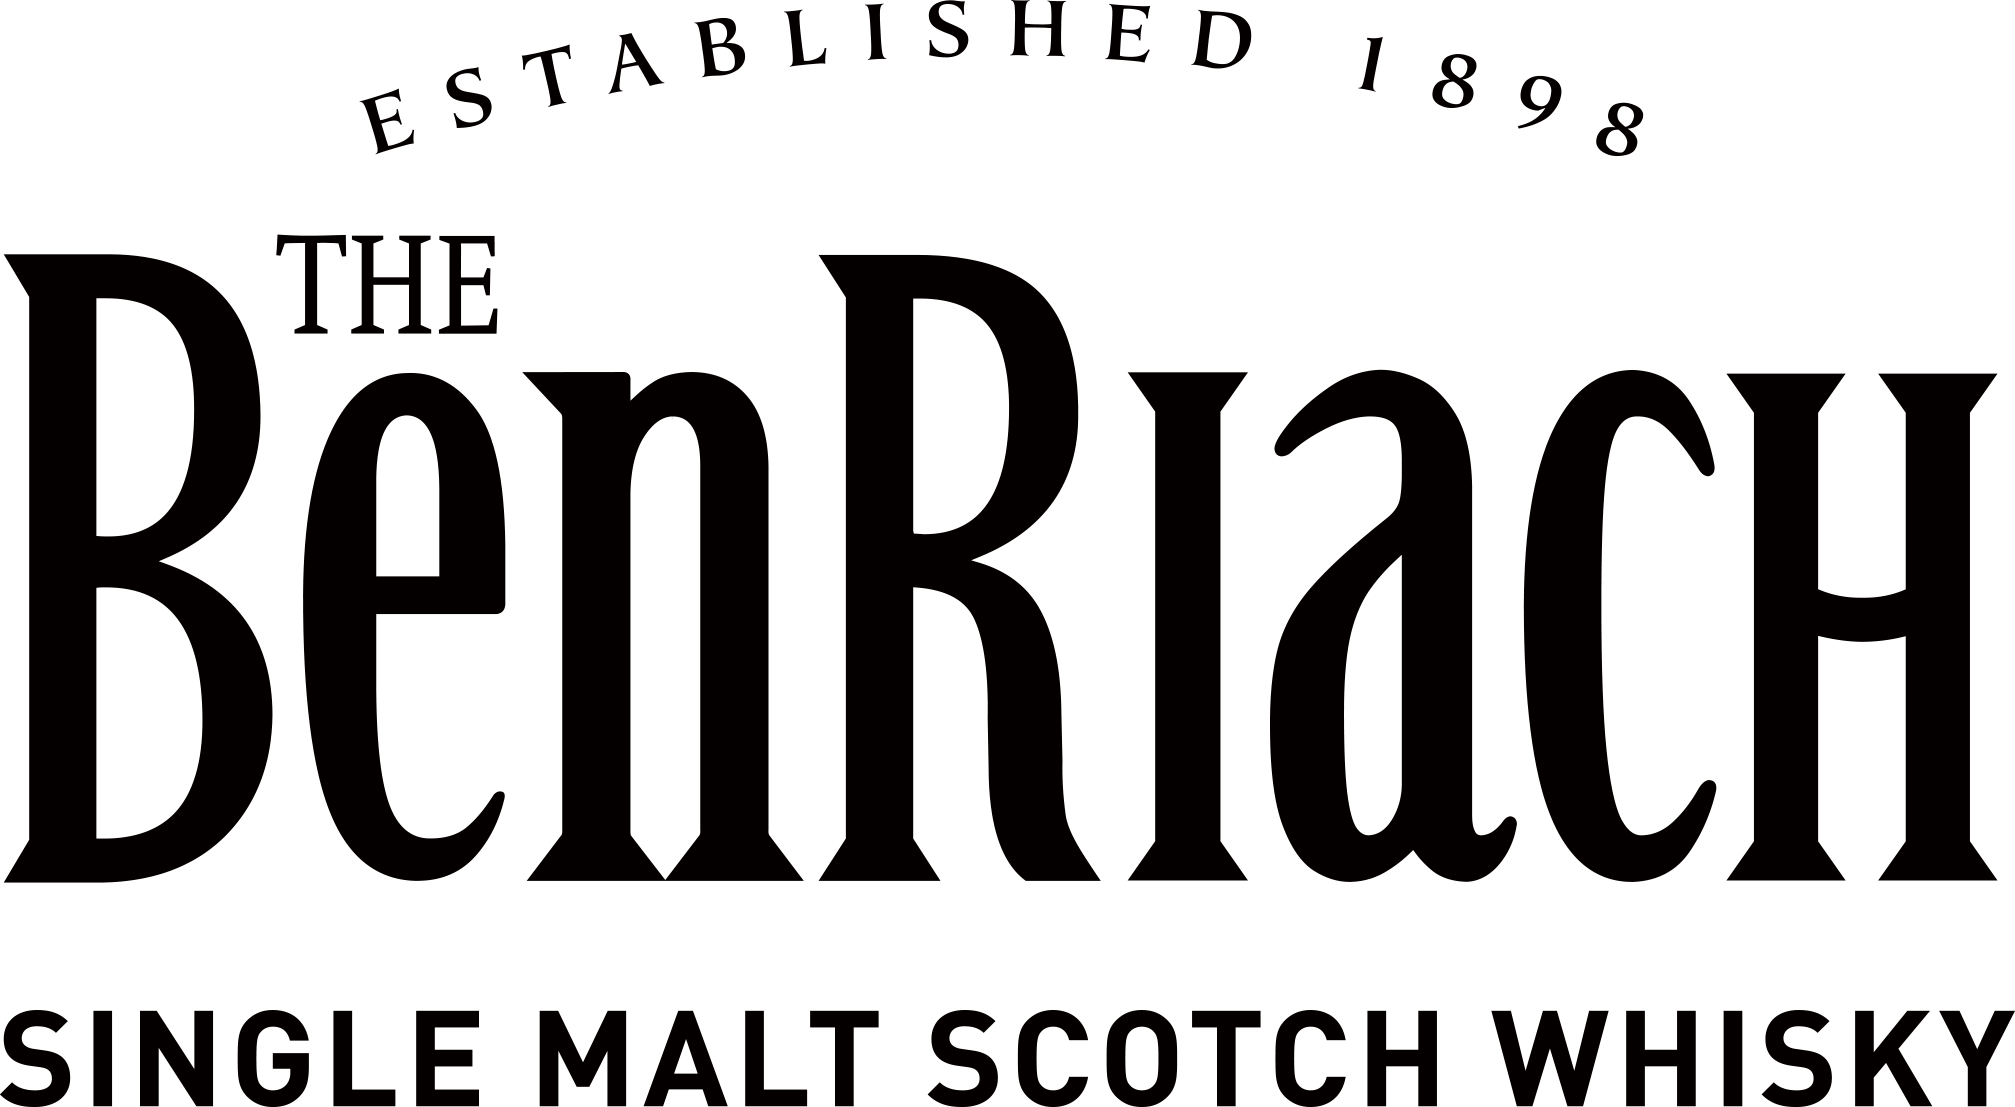 ESTABLISHED 1898
THE
BenRiach
SINGLE MALT SCOTCH WHISKY